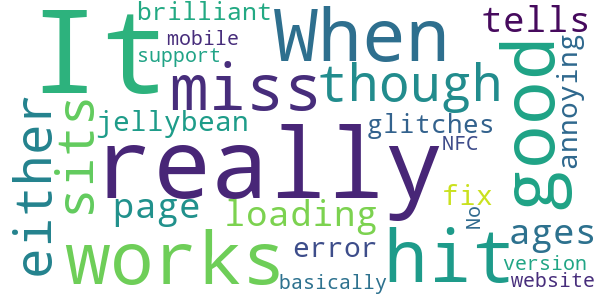 It
brilliant
mobile
support
When
tells
miss
though
good
annoying
either
sits
jellybean
glitches
NFC
really
page
loading
fix
No
works
error
hit
ages
basically
version
website